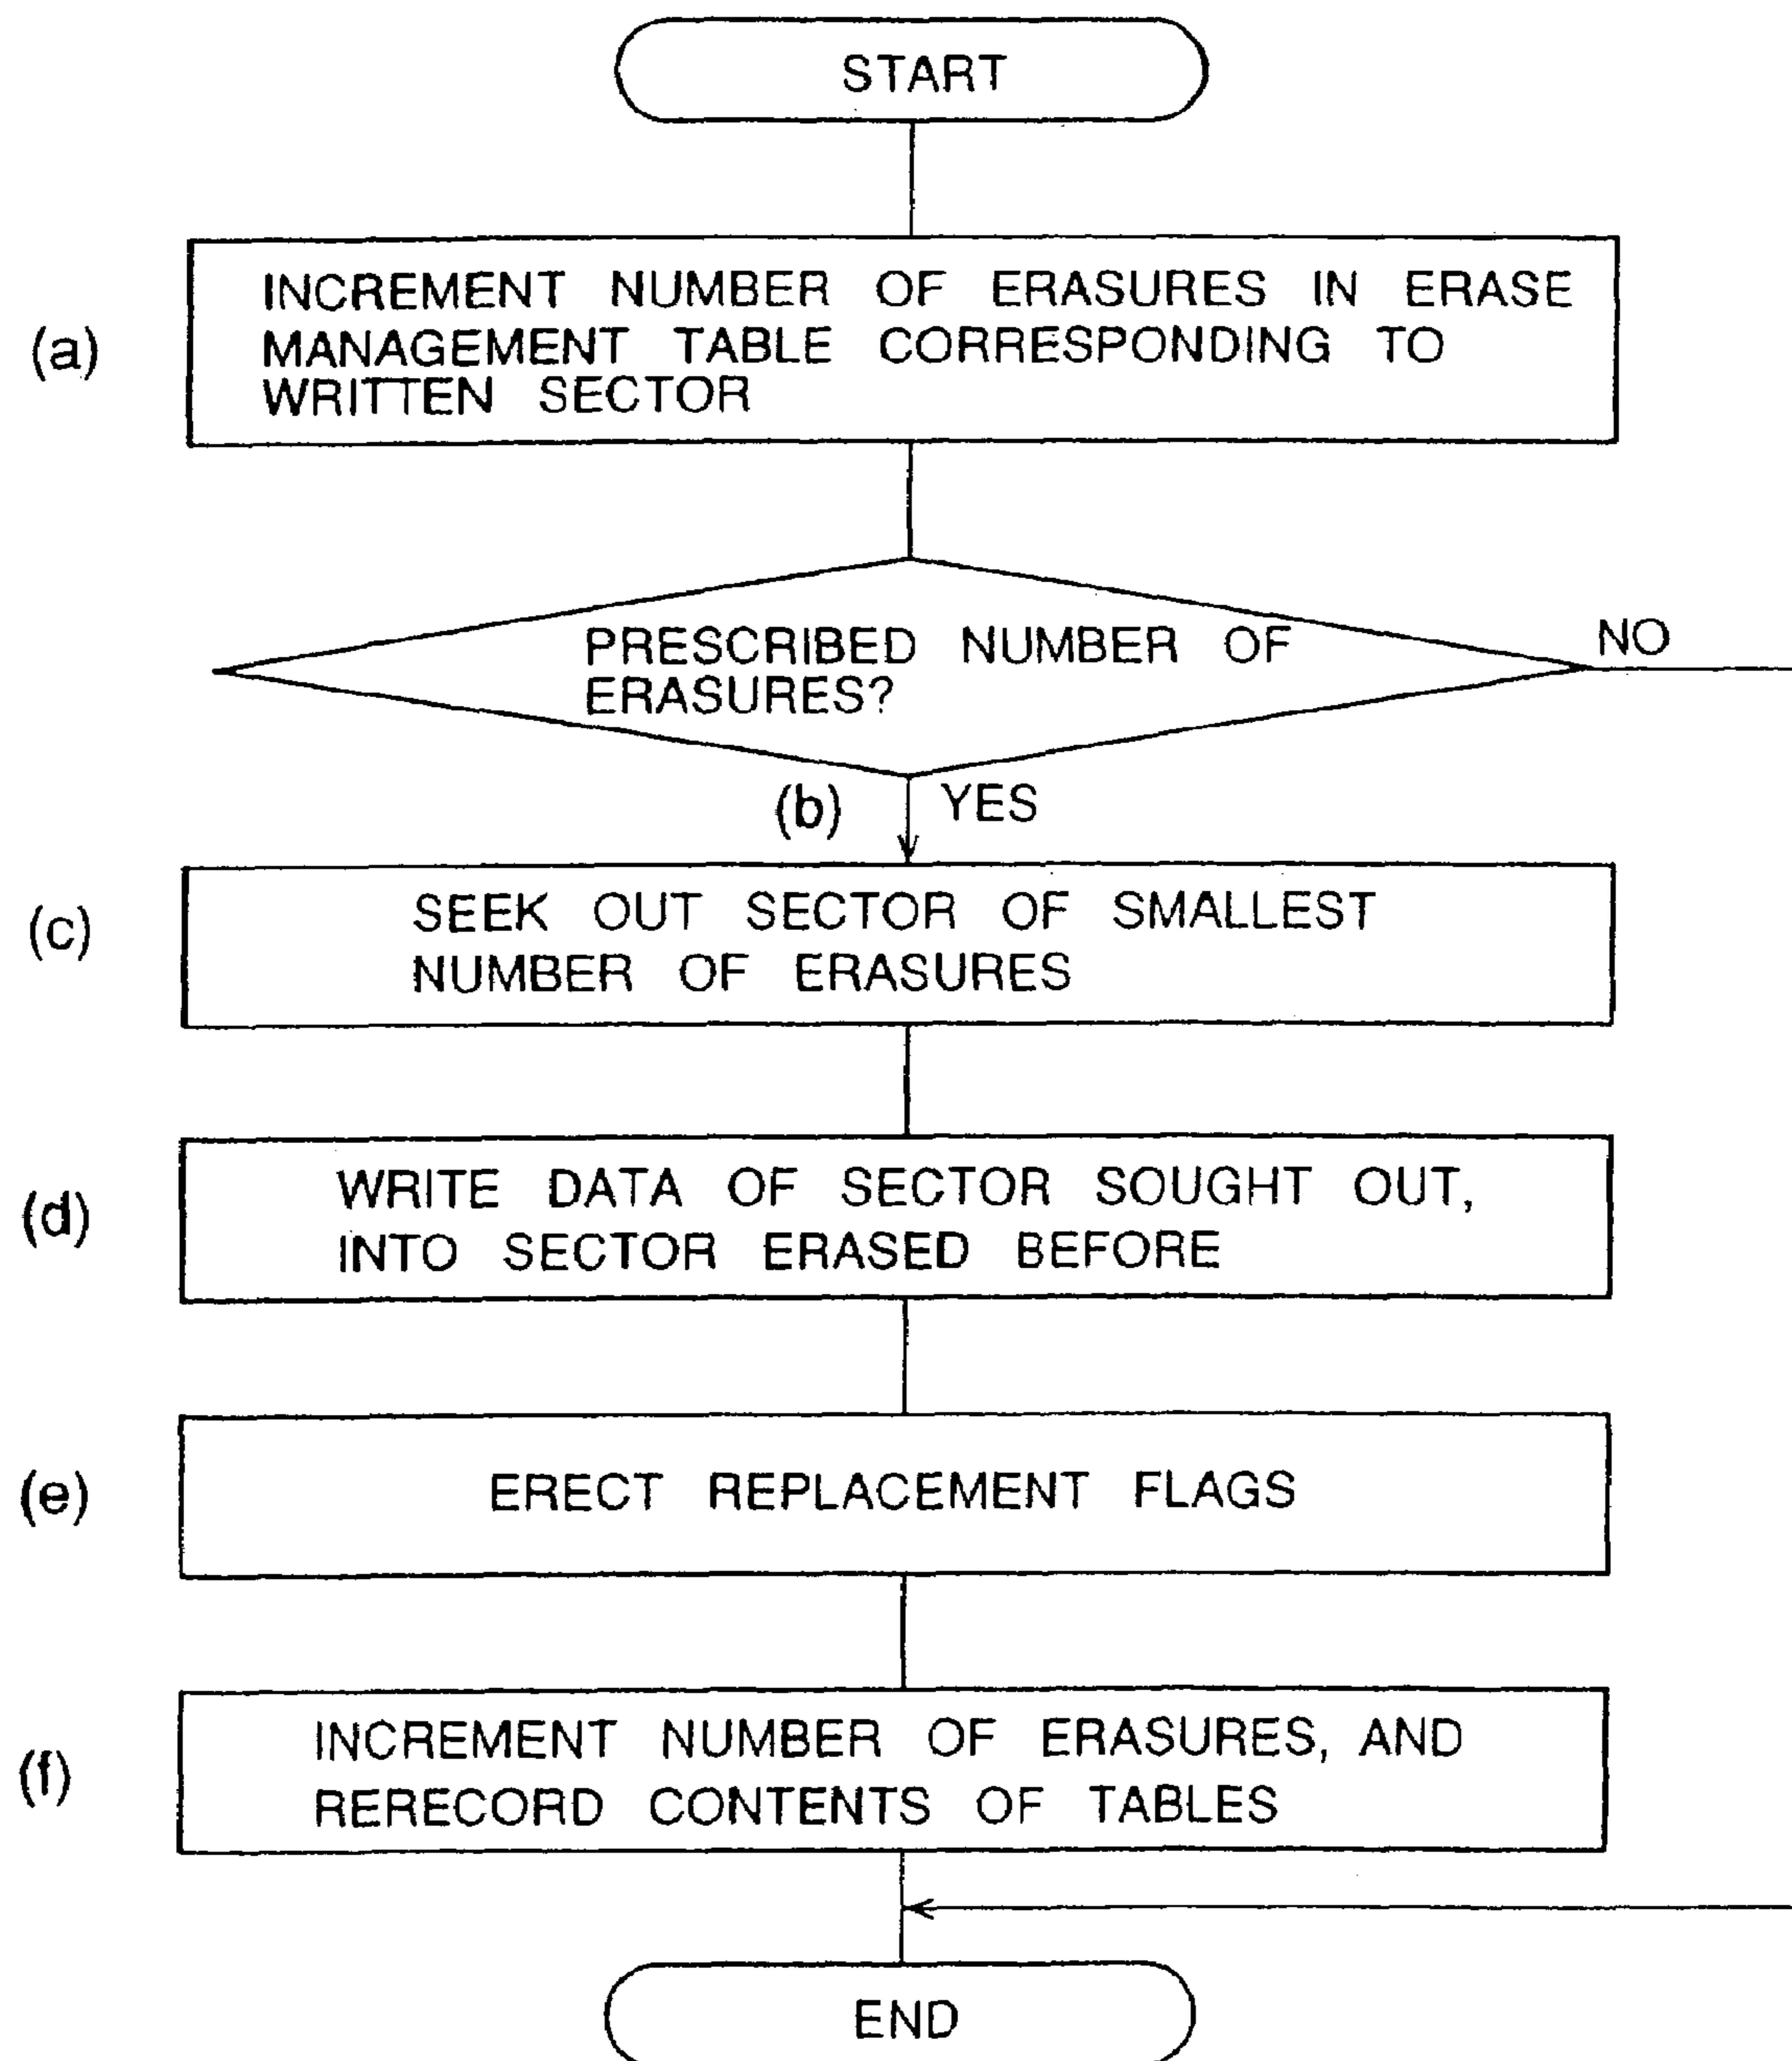 START
(a)
INCREMENT NUMBER OF ERASURES IN ERASE
MANAGEMENT TABLE CORRESPONDING TO
WRITTEN SECTOR
PRESCRIBED NUMBER OF
ERASURES?
NO
(b)
YES
(c)
SEEK OUT SECTOR OF SMALLEST
NUMBER OF ERASURES
(d)
WRITE DATA OF SECTOR SOUGHT OUT,
INTO SECTOR ERASED BEFORE
(e)
ERECT REPLACEMENT FLAGS
(f)
INCREMENT NUMBER OF ERASURES, AND
RERECORD CONTENTS OF TABLES
END